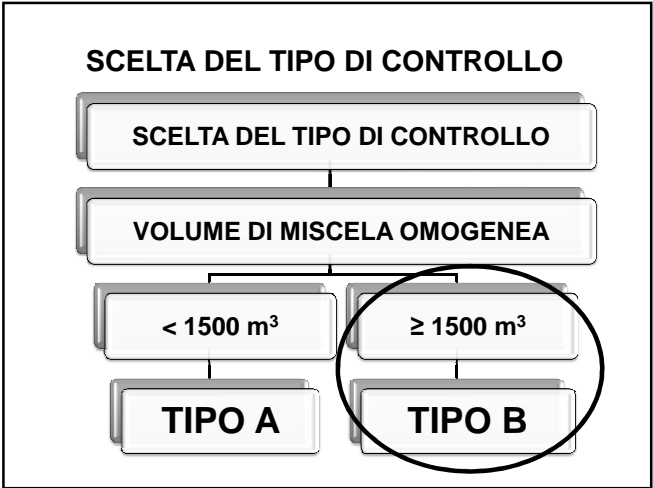 SCELTA DEL TIPO DI CONTROLLO
SCELTA DEL TIPO DI CONTROLLO
VOLUME DI MISCELA OMOGENEA
< 1500 m³
≥ 1500 m³
TIPO A
TIPO B